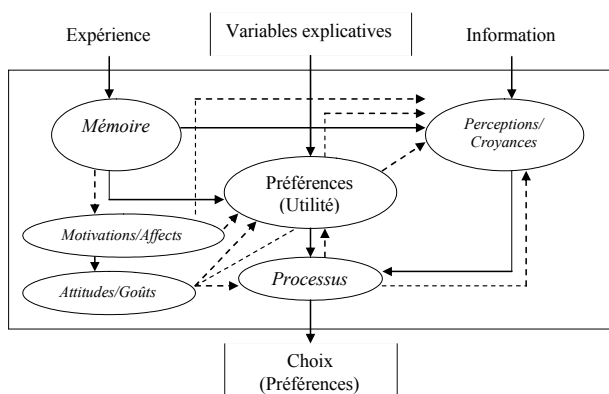 Expérience
Variables explicatives
Information
Mémoire
Perceptions/
Croyances
Préférences
(Utilité)
Motivations/Affects
Attitudes/Goûts
Processus
Choix
(Préférences)